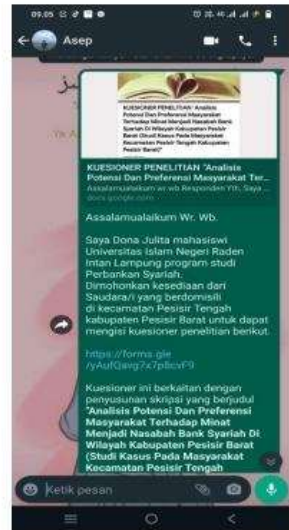 09.05
Asep
KUESIONER PENELITIAN "Analisis
Potensi Dan Preferensi Masyarakat
Terhadap Minat Menjadi Nasabah Bank
Syariah Di Wilayah Kabupaten Pesisir
Barat (Studi Kasus Pada Masyarakat
Kecamatan Pesisir Tengah Kabupaten
Pesisir Barat)"
KUESIONER PENELITIAN "Analisis
Potensi Dan Preferensi Masyarakat Ter...
Assalamualaikum wr wb Responden Yth, Saya ...
docs.google.com
Assalamualaikum Wr. Wb.
Saya Dona Julita mahasiswi
Universitas Islam Negeri Raden
Intan Lampung program studi
Perbankan Syariah.
Dimohonkan kesediaan dari
Saudara/i yang berdomisili
di kecamatan Pesisir Tengah
kabupaten Pesisir Barat untuk dapat
mengisi kuesioner penelitian berikut.
https://forms.gle
Kuesioner ini berkaitan dengan
penyusunan skripsi yang berjudul
"Analisis Potensi Dan Preferensi
Masyarakat Terhadap Minat
Menjadi Nasabah Bank Syariah Di
Wilayah Kabupaten Pesisir Barat
(Studi Kasus Pada Masyarakat
Kecamatan Pesisir Tengah
Ketik pesan